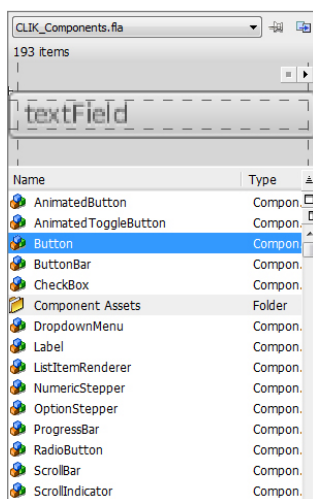 CLIK_Components.fla
193 items
textField
Name Type
AnimatedButton Compon.
AnimatedToggleButton Compon.
Button Compon.
ButtonBar Compon.
CheckBox Compon.
Component Assets Folder
DropdownMenu Compon.
Label Compon.
ListItemRenderer Compon.
NumericStepper Compon.
OptionStepper Compon.
ProgressBar Compon.
RadioButton Compon.
ScrollBar Compon.
ScrollIndicator Compon.